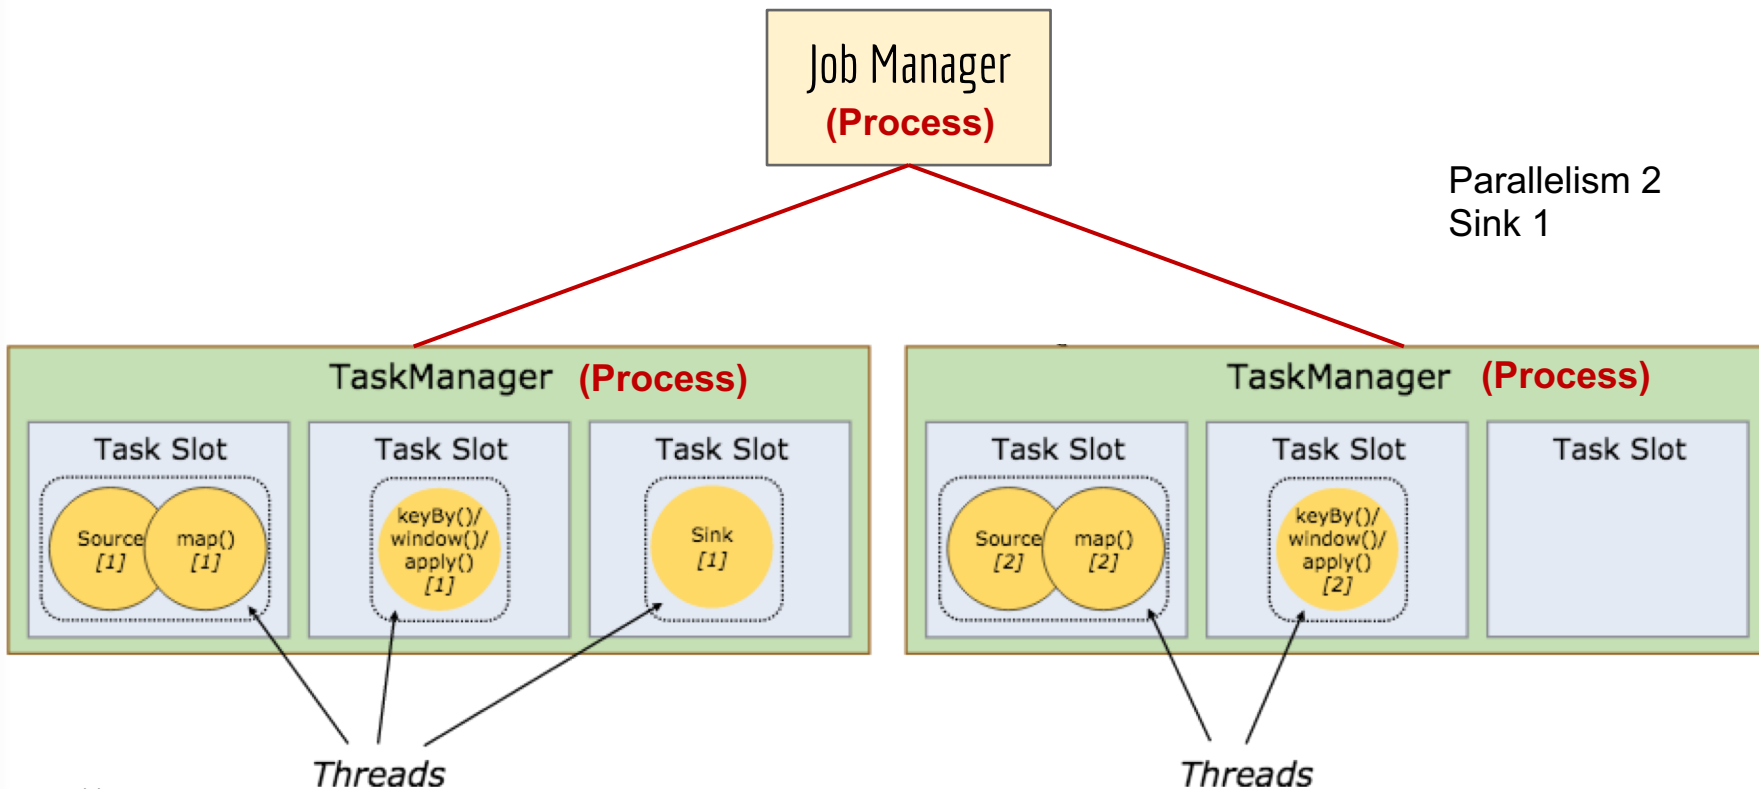 Job Manager
(Process)
Parallelism 2
Sink 1
TaskManager (Process)
Task Slot
Source
[1]
map()
[1]
Task Slot
keyBy()/
window()/
apply()
[1]
Task Slot
Sink
[1]
Threads
TaskManager (Process)
Task Slot
Source
[2]
map()
[2]
Task Slot
keyBy()/
window()/
apply()
[2]
Task Slot
Threads